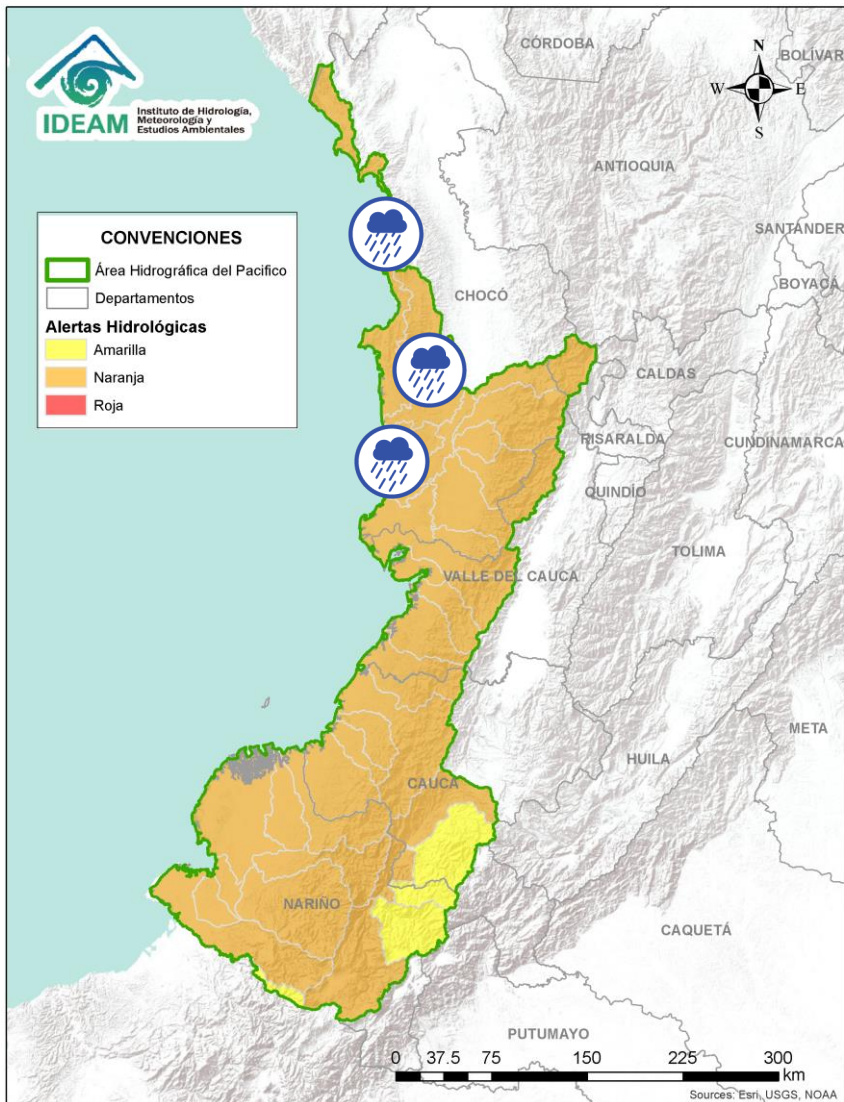 IDEAM
Instituto de Hidrología,
Meteorología y
Estudios Ambientales
N
W E
S
CONVENCIONES
Área Hidrográfica del Pacifico
Departamentos
Alertas Hidrológicas
Amarilla
Naranja
Roja
CÓRDOBA
BOLÍVAR
ANTIOQUIA
SANTANDER
BOYACÁ
CHOCÓ
CALDAS
RISARALDA
CUNDINAMARCA
QUINDÍO
TOLIMA
VALLE DEL CAUCA
META
HUILA
CAUCA
NARIÑO
CAQUETÁ
PUTUMAYO
0 37.5 75 150 225 300
km
Sources: Esri, USGS, NOAA